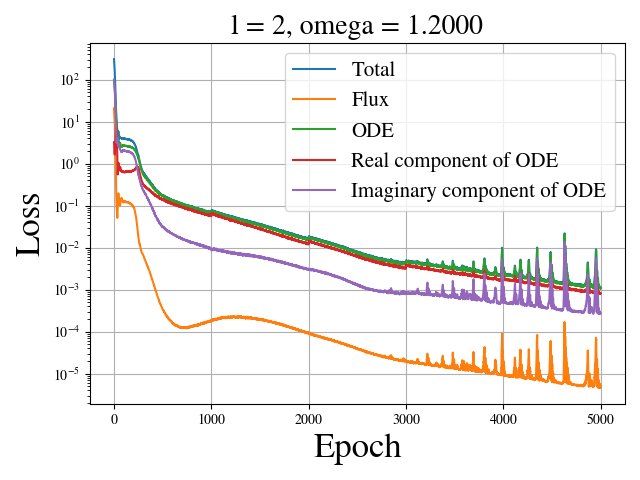 l = 2, omega = 1.2000
Total
Flux
ODE
Real component of ODE
Imaginary component of ODE
Loss
10²
10¹
10⁰
10⁻¹
10⁻²
10⁻³
10⁻⁴
10⁻⁵
0 1000 2000 3000 4000 5000
Epoch